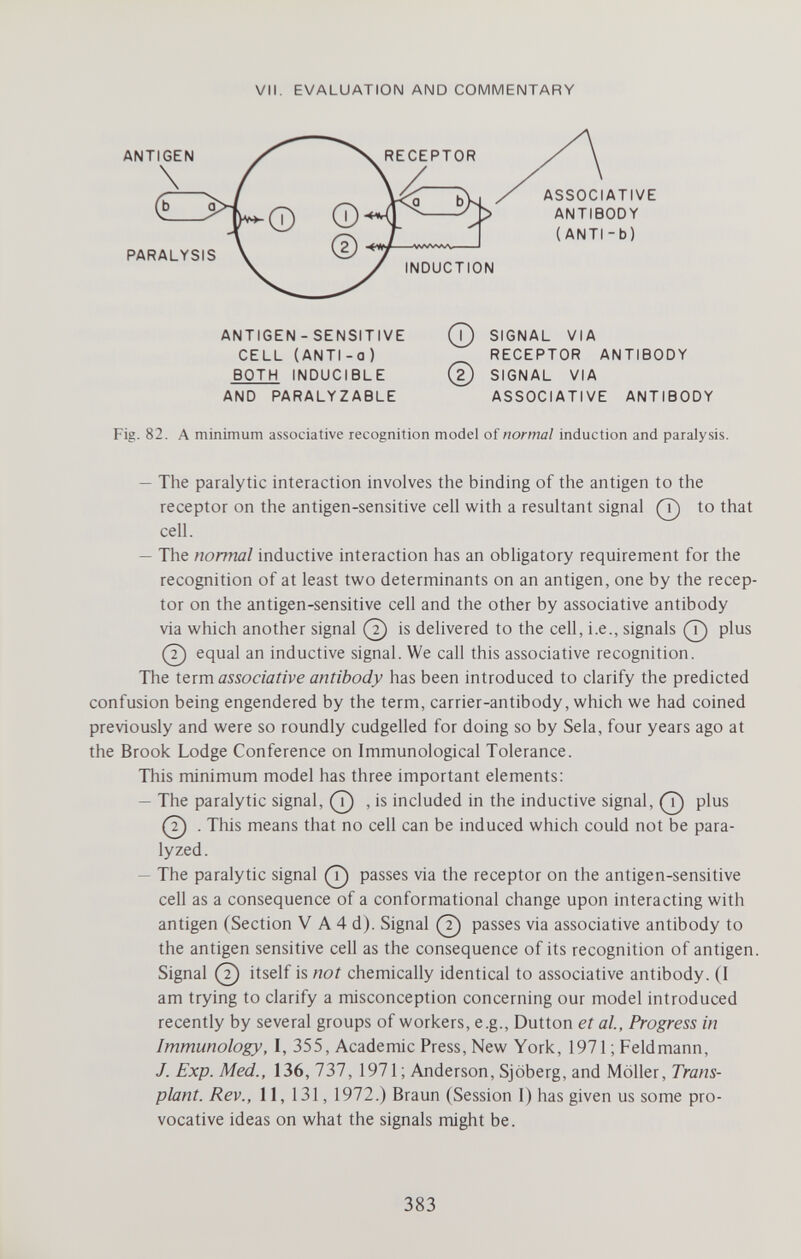 VII. EVALUATION AND COMMENTARY
ANTIGEN
RECEPTOR
b a
1
1
a b
2
PARALYSIS
INDUCTION
ASSOCIATIVE
ANTIBODY
(ANTI-b)
ANTIGEN-SENSITIVE
CELL (ANTI-a)
BOTH INDUCIBLE
AND PARALYZABLE
① SIGNAL VIA
RECEPTOR ANTIBODY
② SIGNAL VIA
ASSOCIATIVE ANTIBODY
Fig. 82. A minimum associative recognition model of normal induction and paralysis.
— The paralytic interaction involves the binding of the antigen to the
receptor on the antigen-sensitive cell with a resultant signal ① to that
cell.
— The normal inductive interaction has an obligatory requirement for the
recognition of at least two determinants on an antigen, one by the recep-
tor on the antigen-sensitive cell and the other by associative antibody
via which another signal ② is delivered to the cell, i.e., signals ① plus
② equal an inductive signal. We call this associative recognition.
The term associative antibody has been introduced to clarify the predicted
confusion being engendered by the term, carrier-antibody, which we had coined
previously and were so roundly cudgelled for doing so by Sela, four years ago at
the Brook Lodge Conference on Immunological Tolerance.
This minimum model has three important elements:
— The paralytic signal, ① , is included in the inductive signal, ① plus
② . This means that no cell can be induced which could not be para-
lyzed.
— The paralytic signal ① passes via the receptor on the antigen-sensitive
cell as a consequence of a conformational change upon interacting with
antigen (Section V A 4 d). Signal ② passes via associative antibody to
the antigen sensitive cell as the consequence of its recognition of antigen.
Signal ② itself is not chemically identical to associative antibody. (I
am trying to clarify a misconception concerning our model introduced
recently by several groups of workers, e.g., Dutton et al., Progress in
Immunology, I, 355, Academic Press, New York, 1971; Feldmann,
J. Exp. Med., 136, 737, 1971; Anderson, Sjöberg, and Möller, Trans-
plant. Rev., 11, 131, 1972.) Braun (Session I) has given us some pro-
vocative ideas on what the signals might be.
383